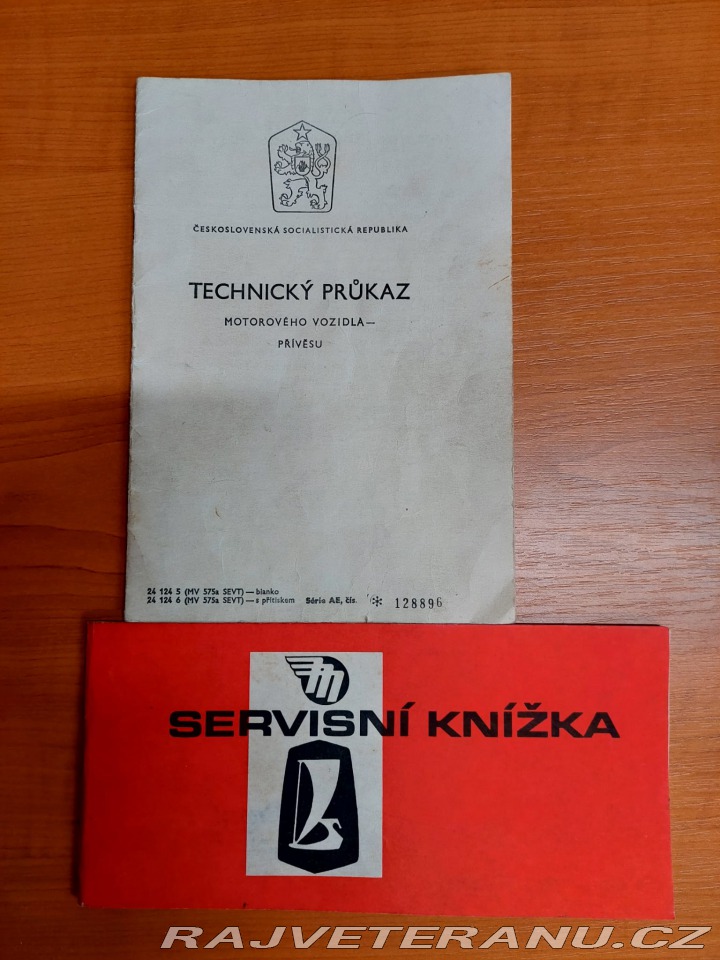 ČESKOSLOVENSKÁ SOCIALISTICKÁ REPUBLIKA
TECHNICKÝ PRŮKAZ
MOTOROVÉHO VOZIDLA—
PŘÍVĚSU
24 124 5 (MV 575a SEVT) — blanko
24 124 6 (MV 575a SEVT) — s přítiskem Série AE, čís. 128896
SERVISNÍ KNÍŽKA
RAJVETERANU.CZ